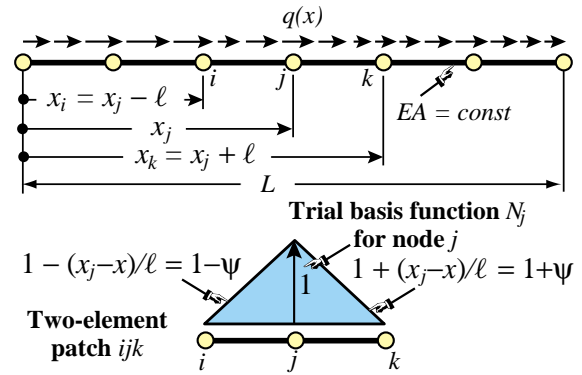 q(x)
i j k
x_i = x_j − ℓ
EA = const
x_j
x_k = x_j + ℓ
L
Trial basis function N_j
for node j
1 − (x_j−x)/ℓ = 1−ψ
1 + (x_j−x)/ℓ = 1+ψ
1
Two-element
patch ijk
i j k